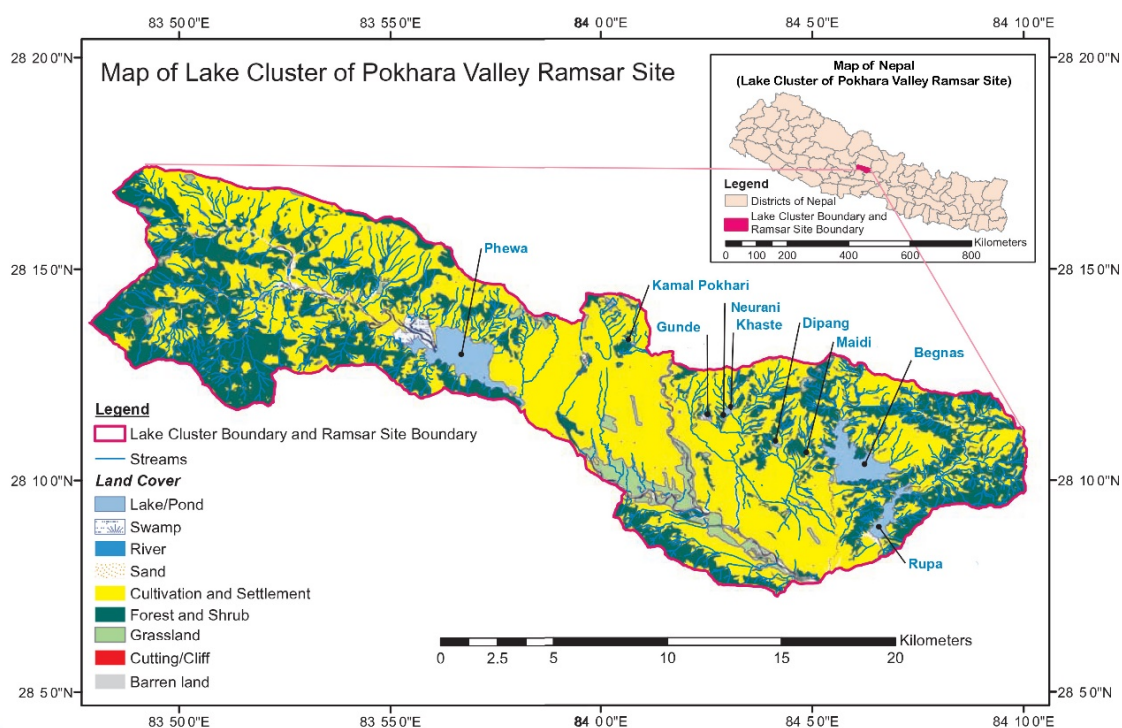 83 50'0"E 83 55'0"E 84 0'0"E 84 5'0"E 84 10'0"E
28 20'0"N 28 20'0"N
Map of Lake Cluster of Pokhara Valley Ramsar Site
Map of Nepal
(Lake Cluster of Pokhara Valley Ramsar Site)
Legend
Districts of Nepal
Lake Cluster Boundary and
Ramsar Site Boundary
Kilometers
0 100 200 400 600 800
28 15'0"N 28 15'0"N
Phewa
Kamal Pokhari
Neurani
Gunde
Khaste
Dipang
Maidi
Begnas
Rupa
Legend
Lake Cluster Boundary and Ramsar Site Boundary
Streams
28 10'0"N 28 10'0"N
Land Cover
Lake/Pond
Swamp
River
Sand
Cultivation and Settlement
Forest and Shrub
Grassland
Cutting/Cliff
Barren land
Kilometers
0 2.5 5 10 15 20
28 5'0"N 28 5'0"N
83 50'0"E 83 55'0"E 84 0'0"E 84 5'0"E 84 10'0"E